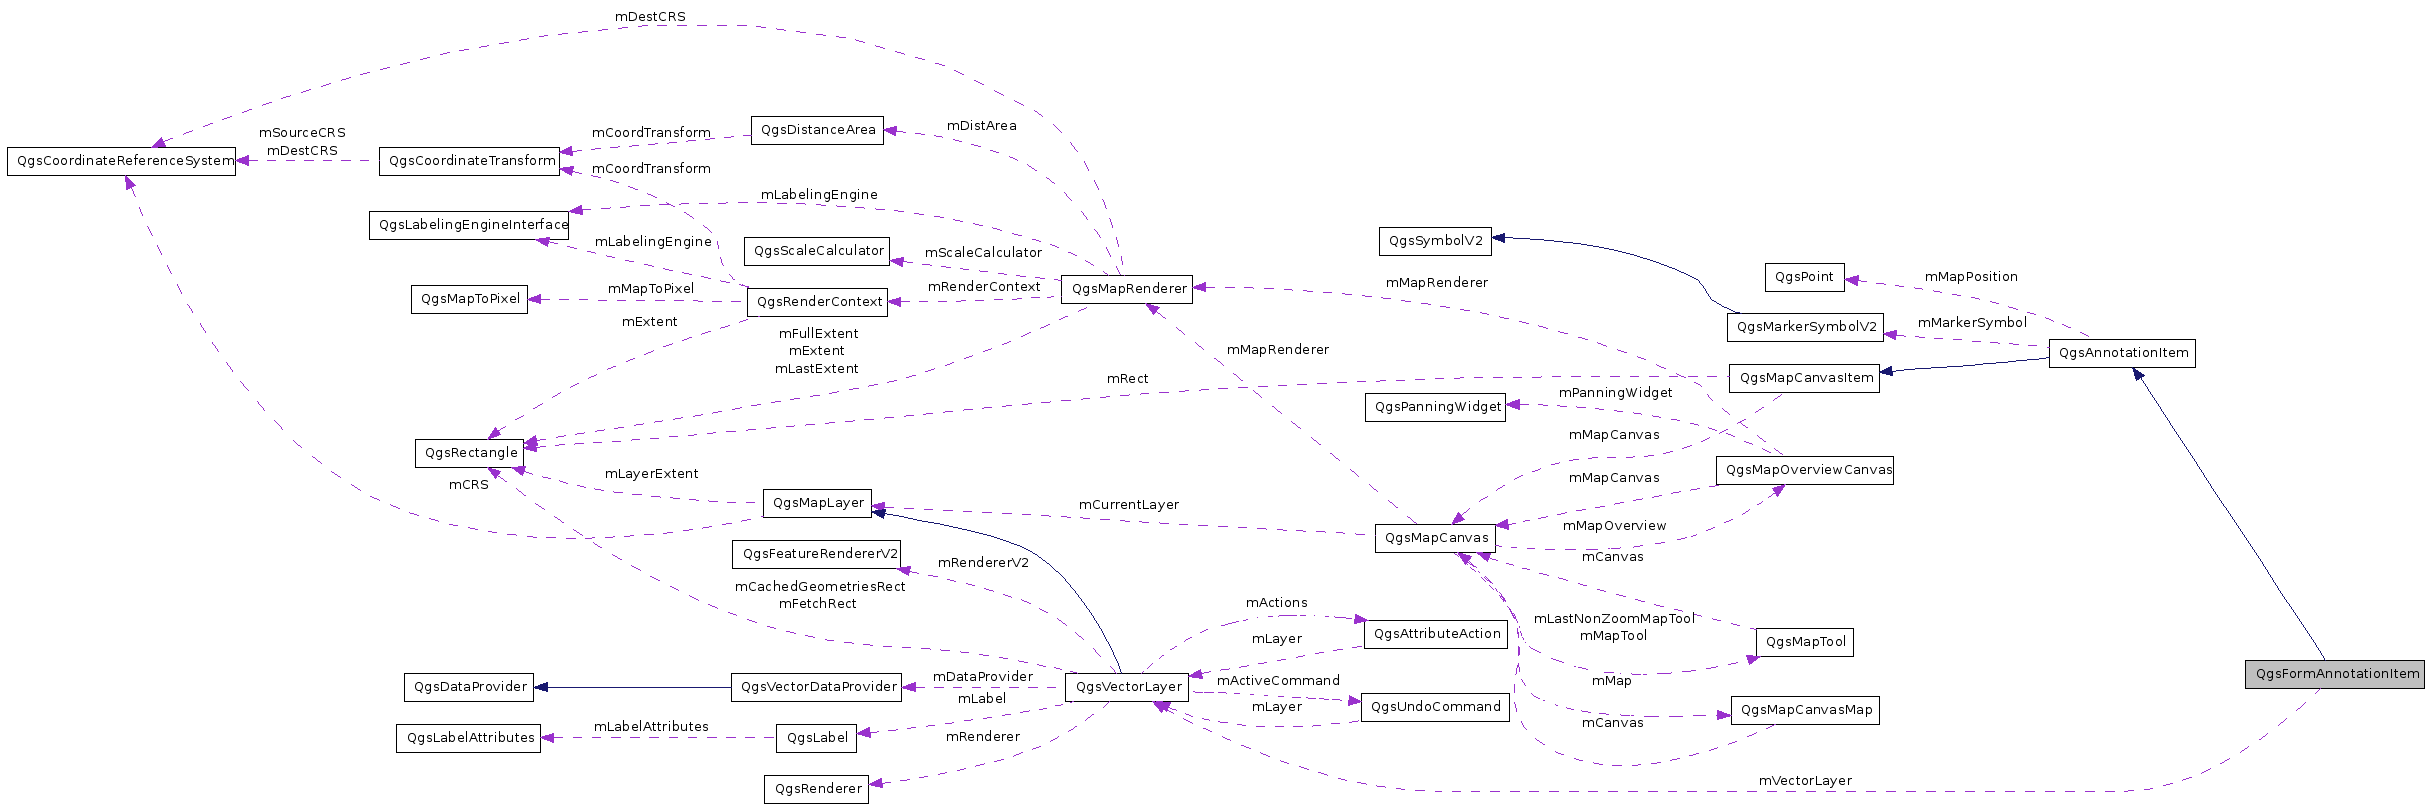 mDestCRS
QgsDistanceArea
mDistArea
mSourceCRS
mDestCRS
mCoordTransform
QgsCoordinateReferenceSystem
QgsCoordinateTransform
mCoordTransform
mLabelingEngine
QgsLabelingEngineInterface
mLabelingEngine
QgsScaleCalculator
mScaleCalculator
QgsSymbolV2
QgsPoint
mMapPosition
QgsMapToPixel
mMapToPixel
QgsRenderContext
mRenderContext
QgsMapRenderer
mMapRenderer
mExtent
mFullExtent
mExtent
mLastExtent
mMapRenderer
QgsMarkerSymbolV2
mMarkerSymbol
QgsAnnotationItem
mRect
QgsMapCanvasItem
QgsPanningWidget
mPanningWidget
QgsRectangle
mMapCanvas
mLayerExtent
mCRS
mMapCanvas
QgsMapOverviewCanvas
QgsMapLayer
mCurrentLayer
QgsMapCanvas
mMapOverview
QgsFeatureRendererV2
mRendererV2
mCanvas
mCachedGeometriesRect
mFetchRect
mActions
mLayer
QgsAttributeAction
mLastNonZoomMapTool
mMapTool
QgsMapTool
QgsDataProvider
QgsVectorDataProvider
mDataProvider
QgsVectorLayer
mActiveCommand
mMap
QgsFormAnnotationItem
mLabel
mLayer
QgsUndoCommand
QgsMapCanvasMap
mCanvas
QgsLabelAttributes
mLabelAttributes
QgsLabel
mRenderer
QgsRenderer
mVectorLayer